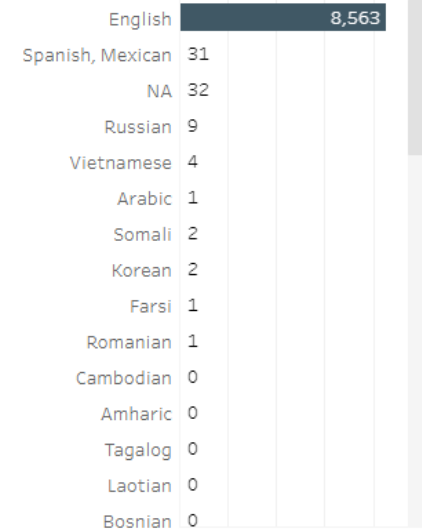 English 8,563
Spanish, Mexican 31
NA 32
Russian 9
Vietnamese 4
Arabic 1
Somali 2
Korean 2
Farsi 1
Romanian 1
Cambodian 0
Amharic 0
Tagalog 0
Laotian 0
Bosnian 0